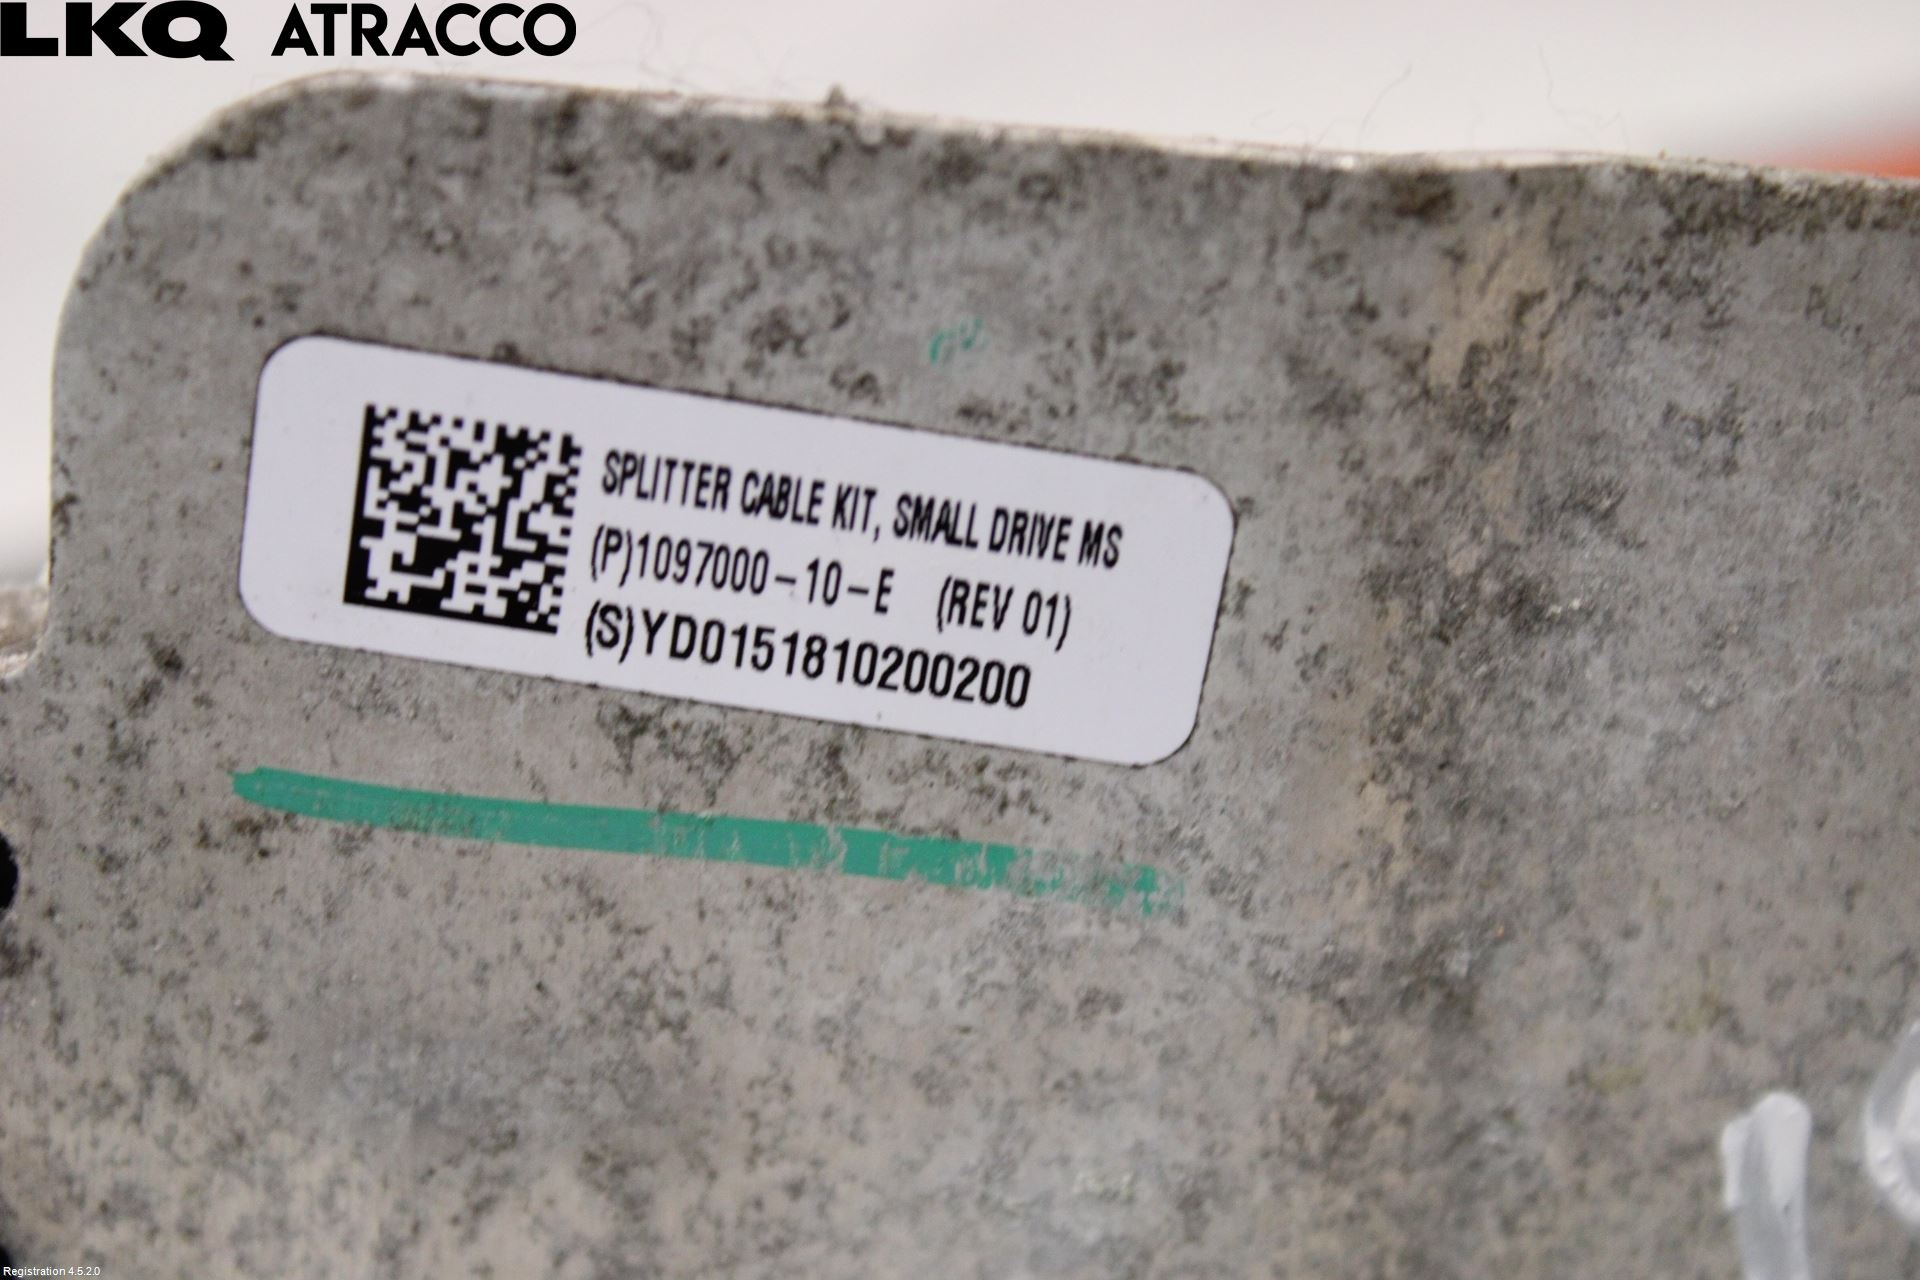 LKQ ATRACCO
SPLITTER CABLE KIT, SMALL DRIVE MS
(P)1097000-10-E (REV 01)
(S)YD0151810200200
Registration 4.5.2.0